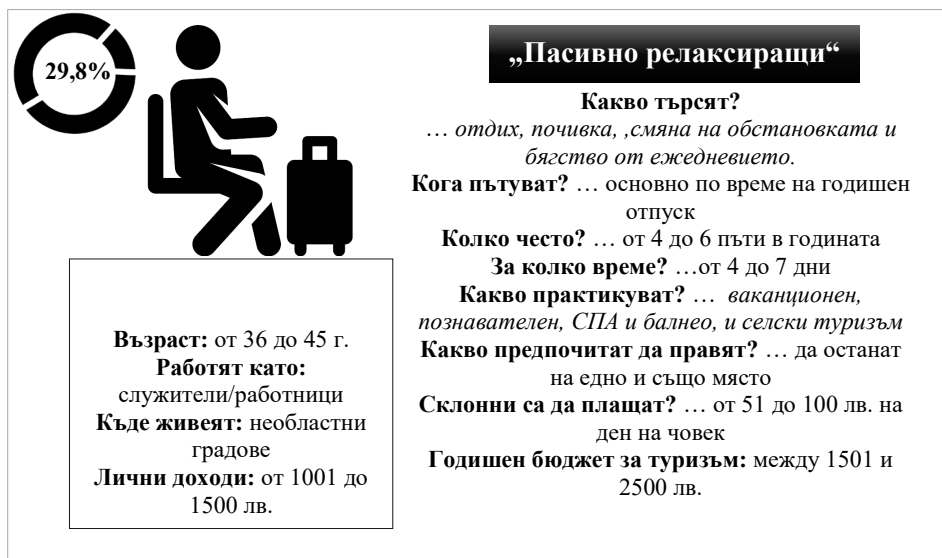 29,8%
„Пасивно релаксиращи“
Какво търсят?
… отдих, почивка, ,смяна на обстановката и
бягство от ежедневието.
Кога пътуват? … основно по време на годишен
отпуск
Колко често? … от 4 до 6 пъти в годината
За колко време? …от 4 до 7 дни
Какво практикуват? … ваканционен,
познавателен, СПА и балнео, и селски туризъм
Какво предпочитат да правят? … да останат
на едно и също място
Склонни са да плащат? … от 51 до 100 лв. на
ден на човек
Годишен бюджет за туризъм: между 1501 и
2500 лв.
Възраст: от 36 до 45 г.
Работят като:
служители/работници
Къде живеят: необластни
градове
Лични доходи: от 1001 до
1500 лв.